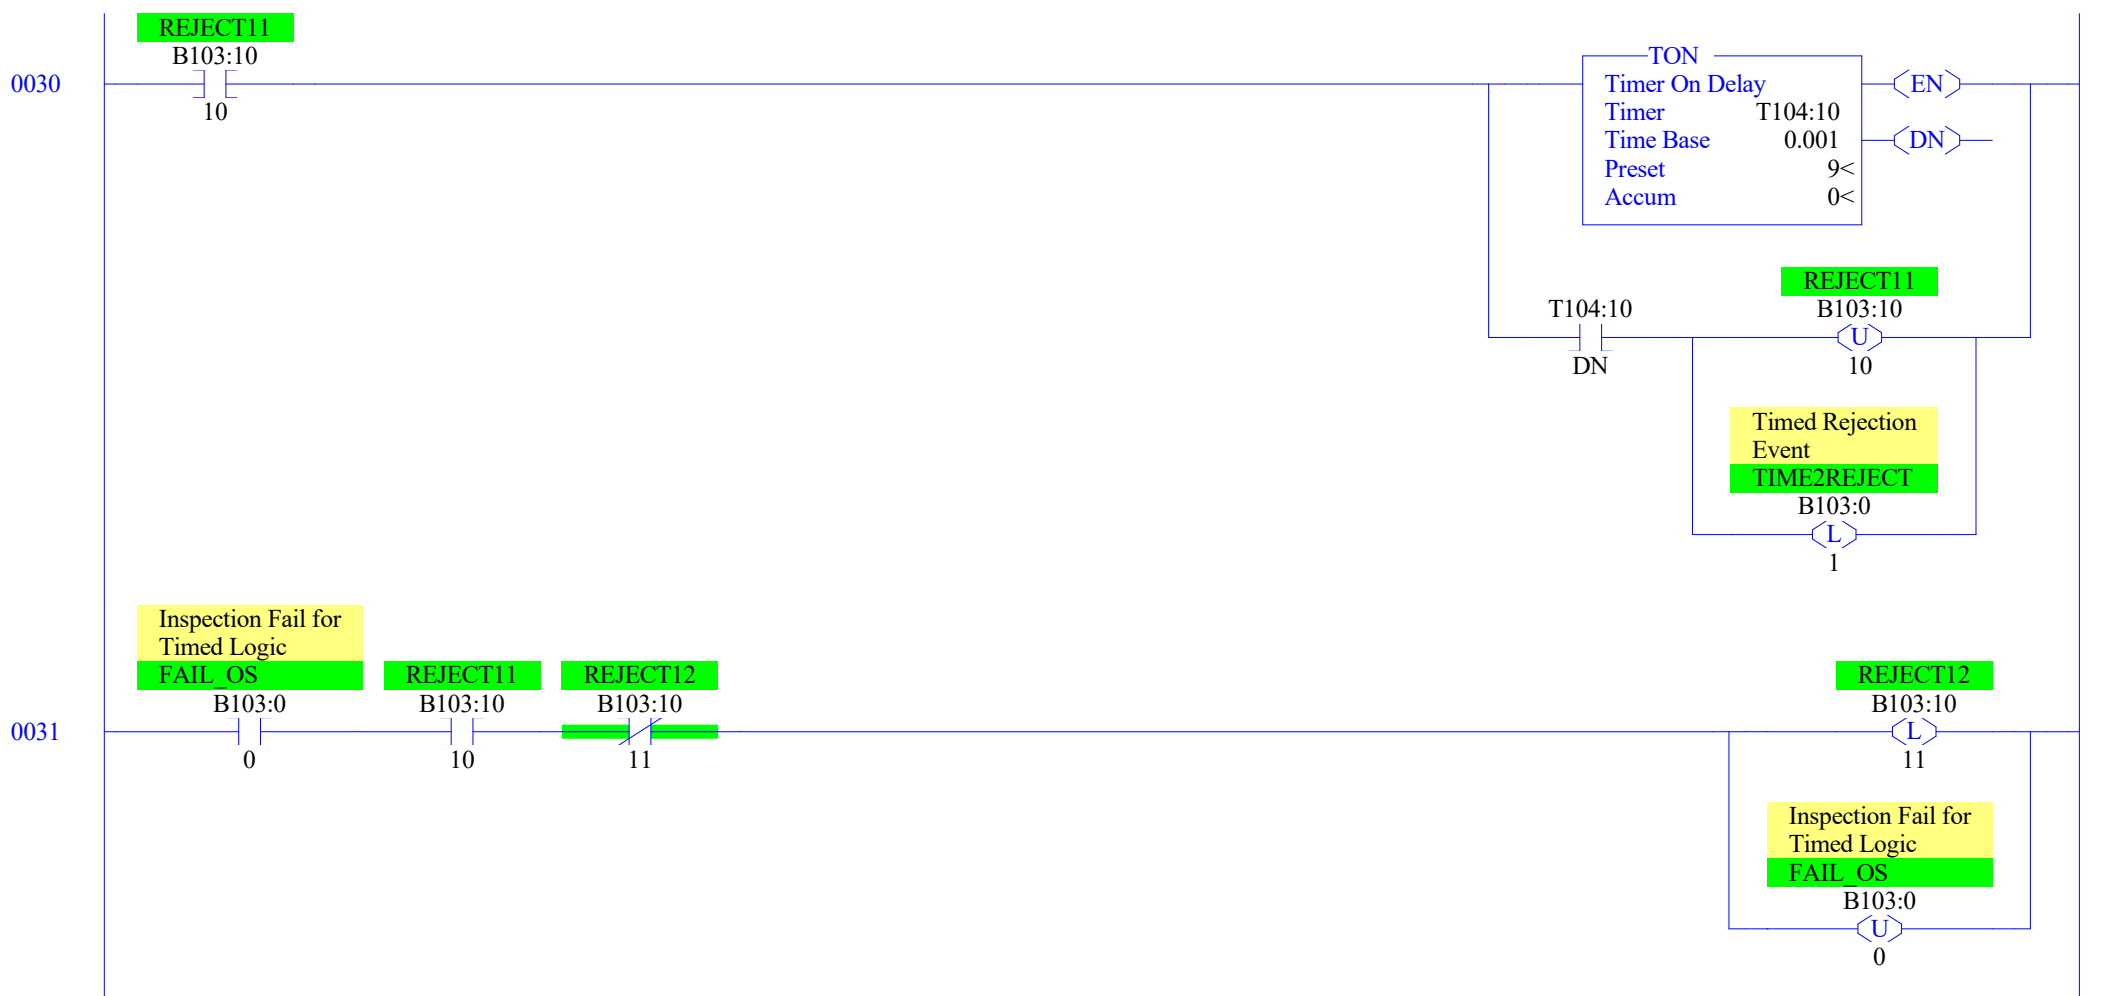 REJECT11
B103:10
0030
10
TON
Timer On Delay
Timer T104:10
Time Base 0.001
Preset 9<
Accum 0<
EN
DN
T104:10
DN
REJECT11
B103:10
U
10
Timed Rejection
Event
TIME2REJECT
B103:0
L
1
0031
Inspection Fail for
Timed Logic
FAIL_OS
B103:0
0
REJECT11
B103:10
10
REJECT12
B103:10
11
REJECT12
B103:10
L
11
Inspection Fail for
Timed Logic
FAIL_OS
B103:0
U
0